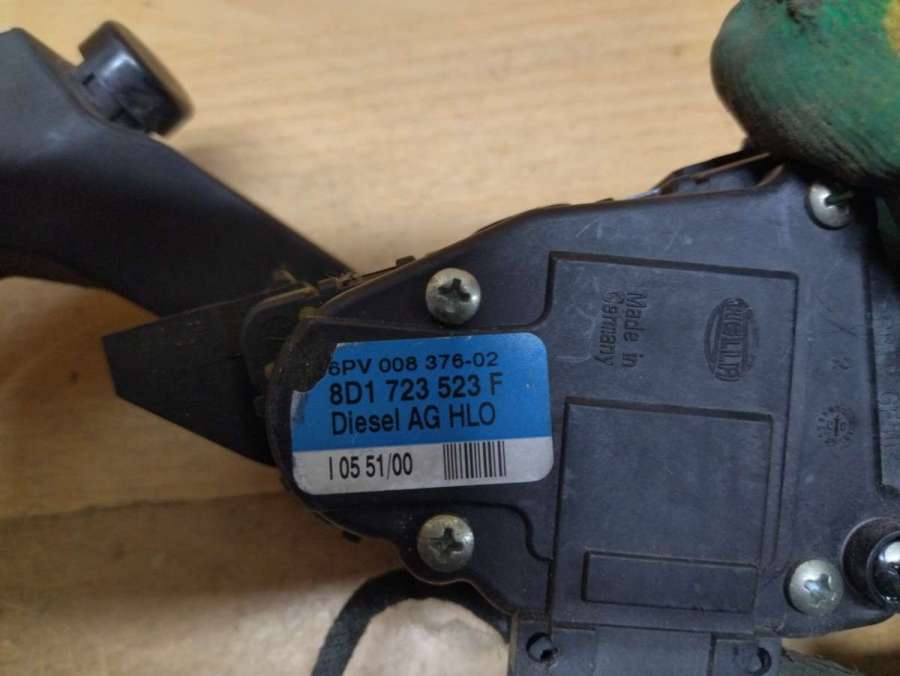 6PV 008 376-02
8D1 723 523 F
Diesel AG HLO
I 05 51/00
Made in
Germany
HELLA